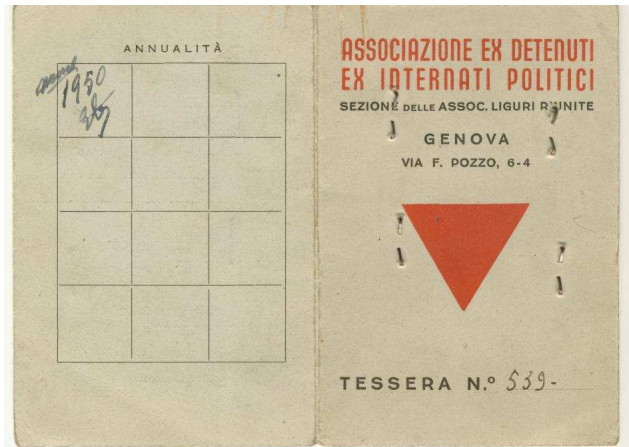 ANNUALITÀ
1950
ASSOCIAZIONE EX DETENUTI
EX INTERNATI POLITICI
SEZIONE DELLE ASSOC. LIGURI RIUNITE
GENOVA
VIA F. POZZO, 6-4
TESSERA N.º 539-